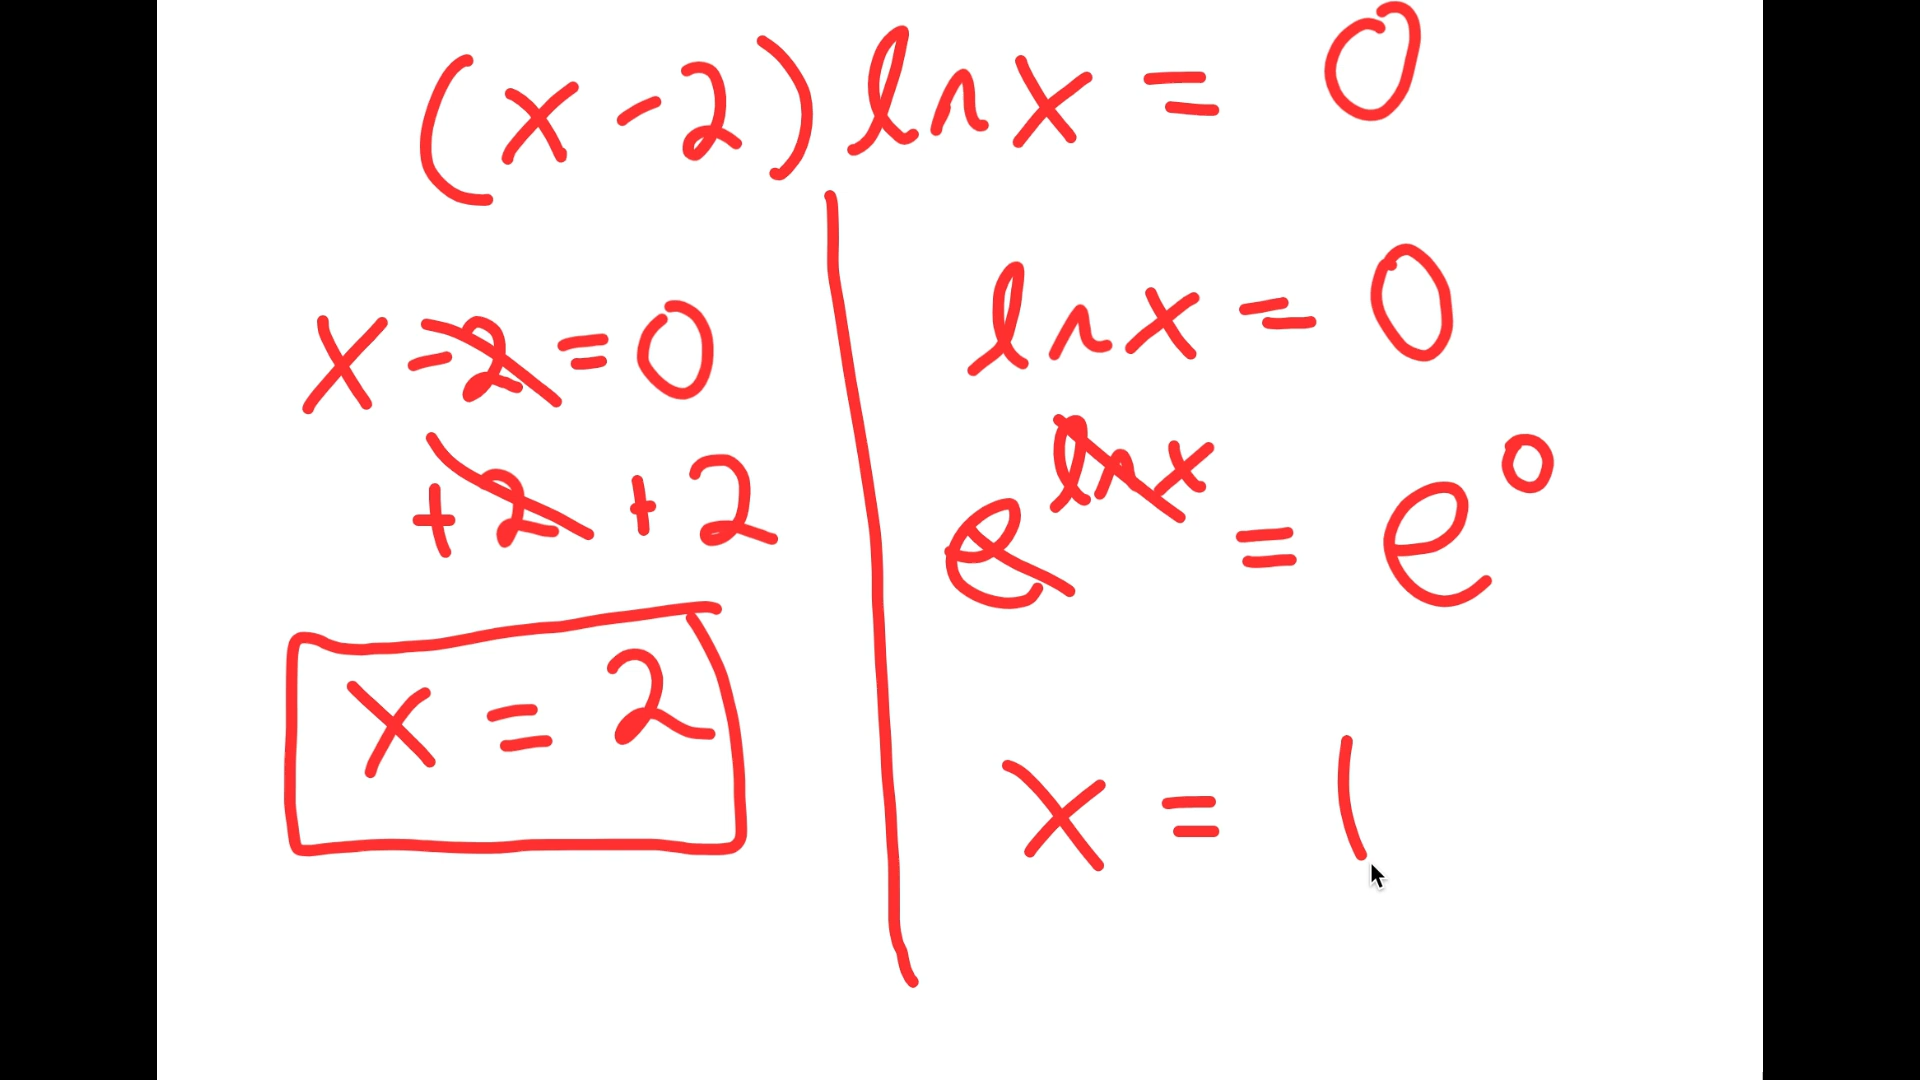 (x-2) ln x = 0
x - 2 = 0
+ 2 + 2
x = 2
ln x = 0
e^{ln x} = e^0
x = 1